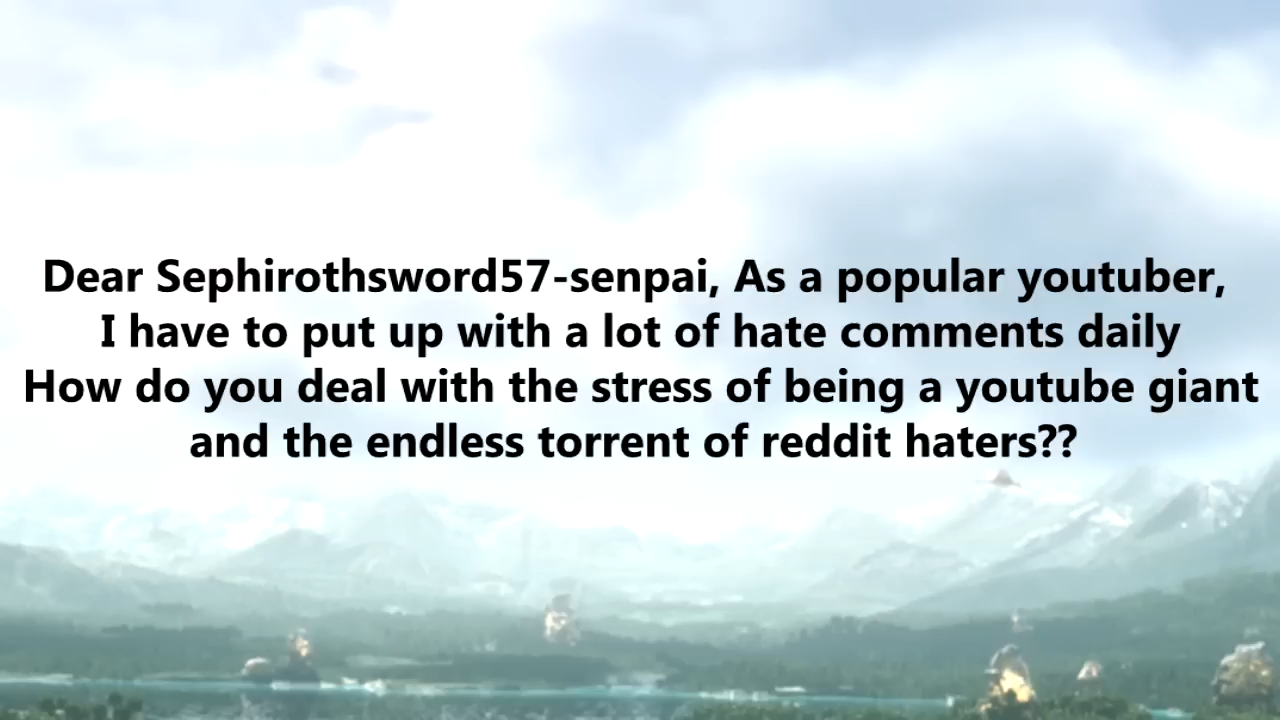 Dear Sephirothsword57-senpai, As a popular youtuber,
I have to put up with a lot of hate comments daily
How do you deal with the stress of being a youtube giant
and the endless torrent of reddit haters??